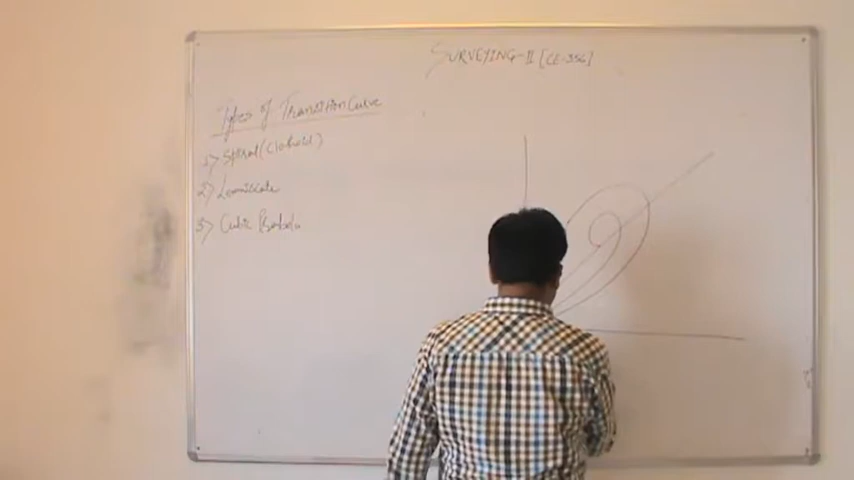 SURVEYING-II [CE-356]
Types of Transition Curve
1> Spiral (Clothoid)
2> Lemniscate
3> Cubic Parabola